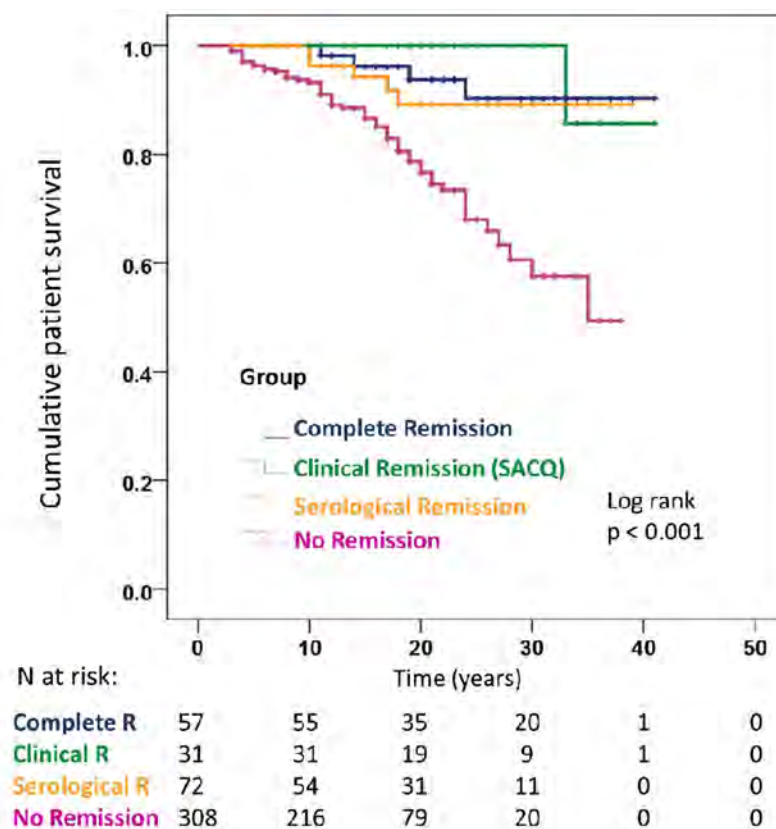 Cumulative patient survival
1.0
0.8
0.6
0.4
0.2
0.0
Group
Complete Remission
Clinical Remission (SACQ)
Serological Remission
No Remission
Log rank
p < 0.001
0 10 20 30 40 50
N at risk: Time (years)
Complete R 57 55 35 20 1 0
Clinical R 31 31 19 9 1 0
Serological R 72 54 31 11 0 0
No Remission 308 216 79 20 0 0